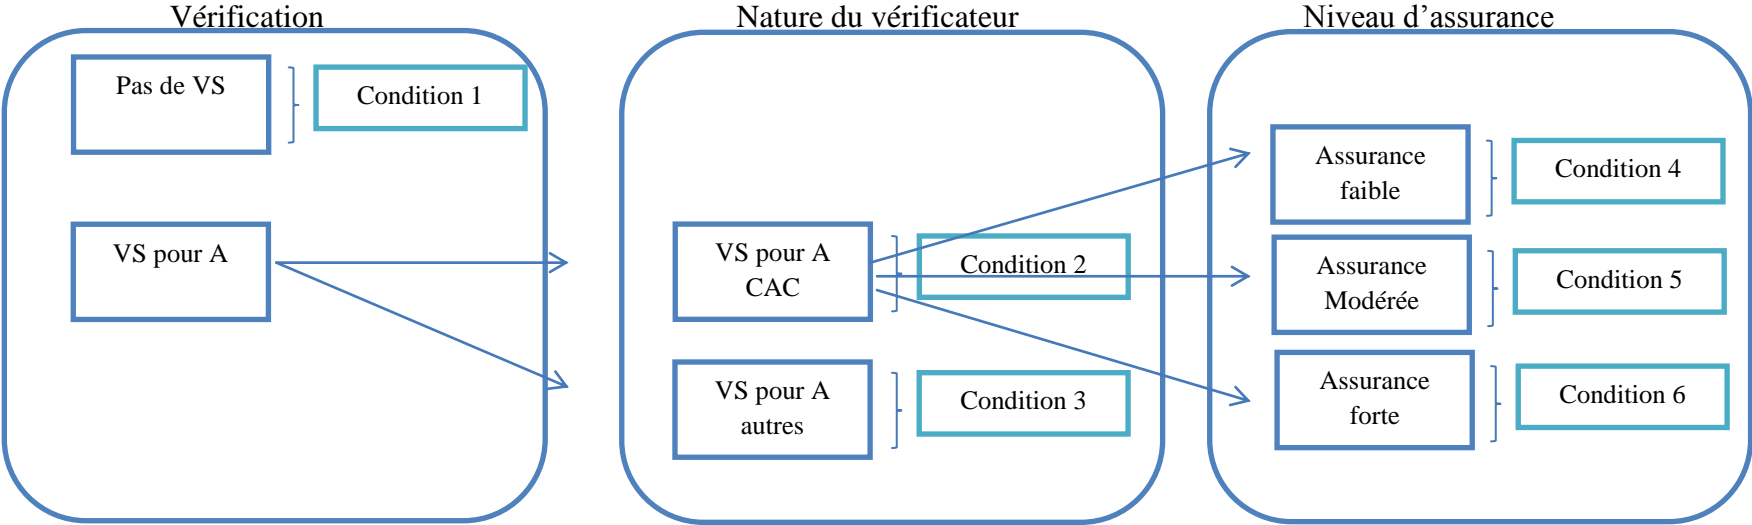 Vérification
Pas de VS
Condition 1
VS pour A
Nature du vérificateur
VS pour A
CAC
Condition 2
VS pour A
autres
Condition 3
Niveau d’assurance
Assurance
faible
Condition 4
Assurance
Modérée
Condition 5
Assurance
forte
Condition 6